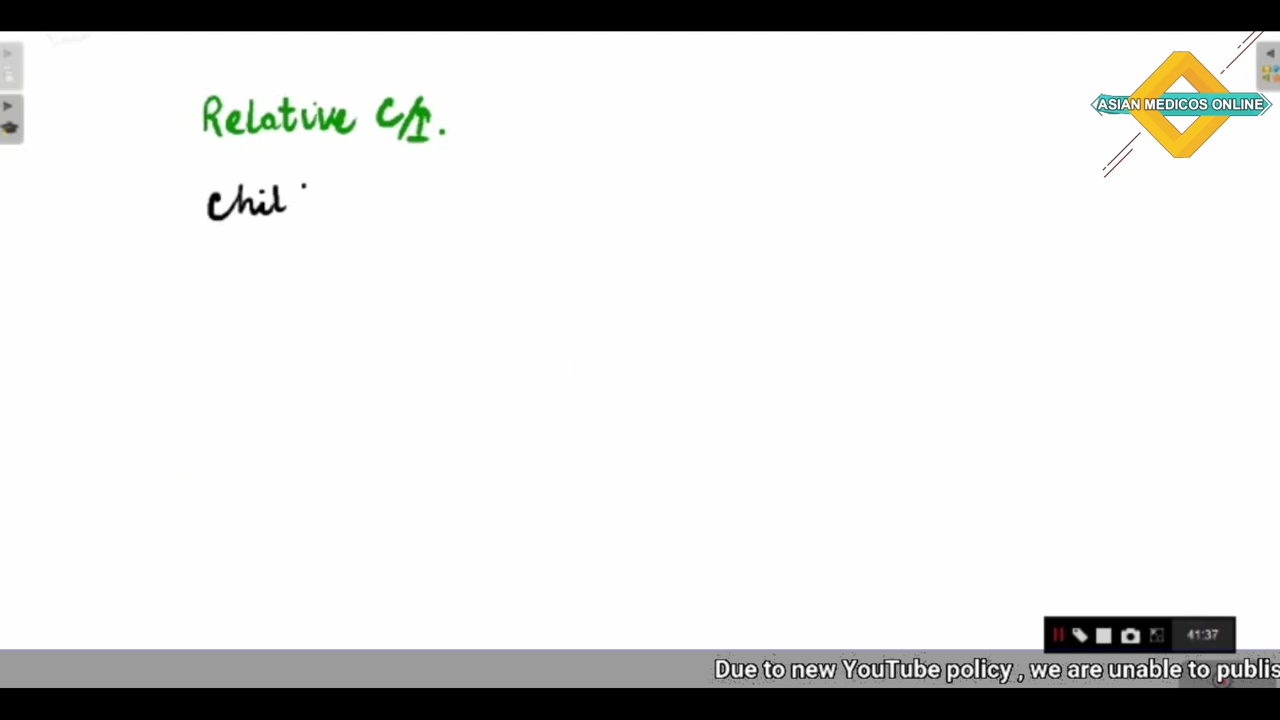 Relative C/I.
Chil
ASIAN MEDICOS ONLINE
41:37
Due to new YouTube policy , we are unable to publis